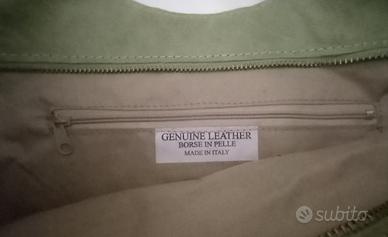 GENUINE LEATHER
BORSE IN PELLE
MADE IN ITALY
subito